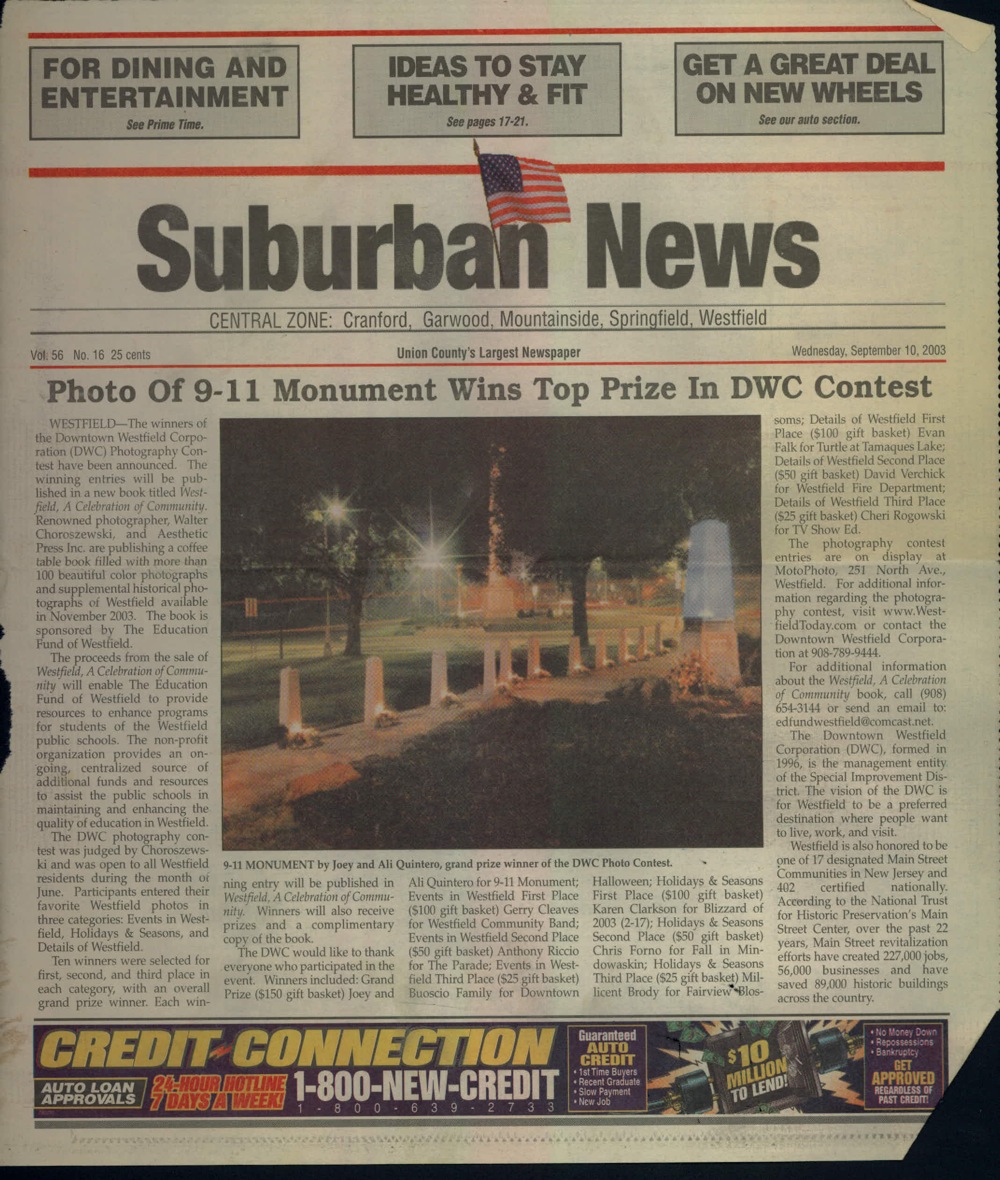 FOR DINING AND
ENTERTAINMENT
See Prime Time.
IDEAS TO STAY
HEALTHY & FIT
See pages 17-21.
GET A GREAT DEAL
ON NEW WHEELS
See our auto section.
Suburban News
CENTRAL ZONE: Cranford, Garwood, Mountainside, Springfield, Westfield
Vol. 56 No. 16 25 cents
Union County's Largest Newspaper
Wednesday, September 10, 2003
Photo Of 9-11 Monument Wins Top Prize In DWC Contest
WESTFIELD—The winners of
the Downtown Westfield Corpo-
ration (DWC) Photography Con-
test have been announced. The
winning entries will be pub-
lished in a new book titled West-
field, A Celebration of Community.
Renowned photographer, Walter
Choroszewski, and Aesthetic
Press Inc. are publishing a coffee
table book filled with more than
100 beautiful color photographs
and supplemental historical pho-
tographs of Westfield available
in November 2003. The book is
sponsored by The Education
Fund of Westfield.
The proceeds from the sale of
Westfield, A Celebration of Commu-
nity will enable The Education
Fund of Westfield to provide
resources to enhance programs
for students of the Westfield
public schools. The non-profit
organization provides an on-
going, centralized source of
additional funds and resources
to assist the public schools in
maintaining and enhancing the
quality of education in Westfield.
The DWC photography con-
test was judged by Choroszews-
ki and was open to all Westfield
residents during the month of
June. Participants entered their
favorite Westfield photos in
three categories: Events in West-
field, Holidays & Seasons, and
Details of Westfield.
Ten winners were selected for
first, second, and third place in
each category, with an overall
grand prize winner. Each win-
9-11 MONUMENT by Joey and Ali Quintero, grand prize winner of the DWC Photo Contest.
ning entry will be published in
Westfield, A Celebration of Commu-
nity. Winners will also receive
prizes and a complimentary
copy of the book.
The DWC would like to thank
everyone who participated in the
event. Winners included: Grand
Prize ($150 gift basket) Joey and
Ali Quintero for 9-11 Monument;
Events in Westfield First Place
($100 gift basket) Gerry Cleaves
for Westfield Community Band;
Events in Westfield Second Place
($50 gift basket) Anthony Riccio
for The Parade; Events in West-
field Third Place ($25 gift basket)
Buoscio Family for Downtown
Halloween; Holidays & Seasons
First Place ($100 gift basket)
Karen Clarkson for Blizzard of
2003 (2-17); Holidays & Seasons
Second Place ($50 gift basket)
Chris Forno for Fall in Min-
dowaskin; Holidays & Seasons
Third Place ($25 gift basket) Mil-
licent Brody for Fairview Blos-
soms; Details of Westfield First
Place ($100 gift basket) Evan
Falk for Turtle at Tamaques Lake;
Details of Westfield Second Place
($50 gift basket) David Verchick
for Westfield Fire Department;
Details of Westfield Third Place
($25 gift basket) Cheri Rogowski
for TV Show Ed.
The photography contest
entries are on display at
MotoPhoto, 251 North Ave.,
Westfield. For additional infor-
mation regarding the photogra-
phy contest, visit www.West-
fieldToday.com or contact the
Downtown Westfield Corpora-
tion at 908-789-9444.
For additional information
about the Westfield, A Celebration
of Community book, call (908)
654-3144 or send an email to:
edfundwestfield@comcast.net.
The Downtown Westfield
Corporation (DWC), formed in
1996, is the management entity
of the Special Improvement Dis-
trict. The vision of the DWC is
for Westfield to be a preferred
destination where people want
to live, work, and visit.
Westfield is also honored to be
one of 17 designated Main Street
Communities in New Jersey and
402 certified nationally.
According to the National Trust
for Historic Preservation's Main
Street Center, over the past 22
years, Main Street revitalization
efforts have created 227,000 jobs,
56,000 businesses and have
saved 89,000 historic buildings
across the country.
CREDIT CONNECTION
AUTO LOAN
APPROVALS
24-HOUR HOTLINE
7 DAYS A WEEK!
1-800-NEW-CREDIT
1-800-639-2733
Guaranteed
AUTO
CREDIT
• 1st Time Buyers
• Recent Graduate
• Slow Payment
• New Job
$10
MILLION
TO LEND!
• No Money Down
• Repossessions
• Bankruptcy
GET
APPROVED
REGARDLESS OF
PAST CREDIT!